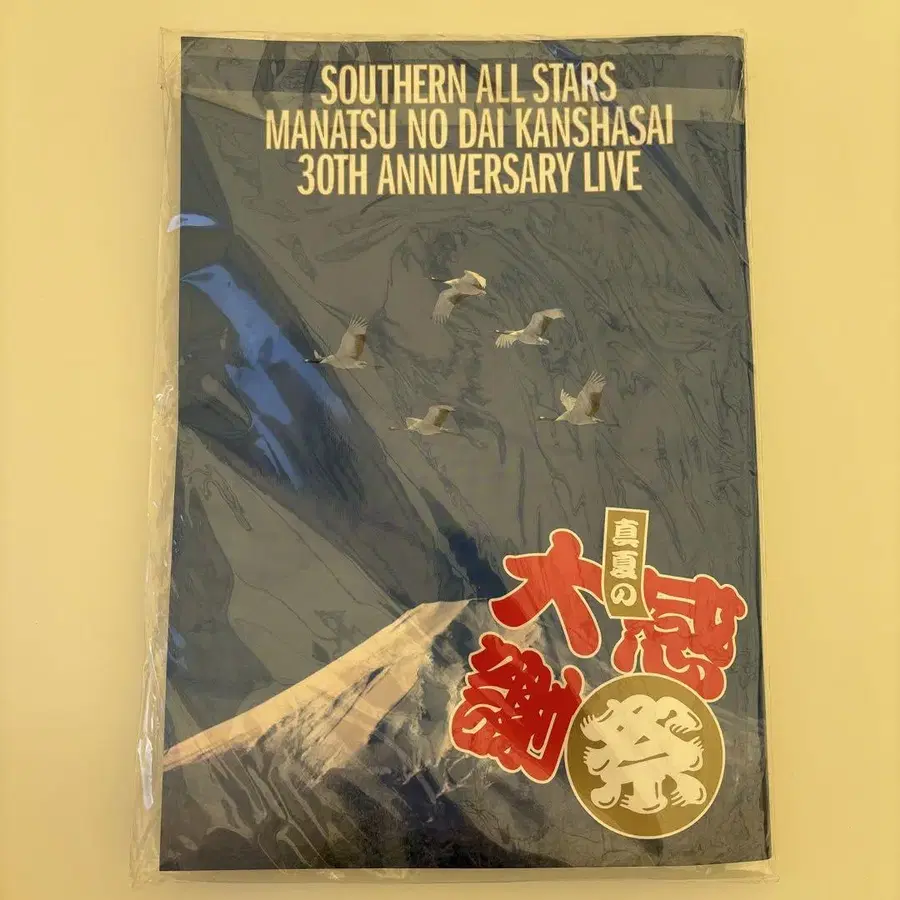 SOUTHERN ALL STARS
MANATSU NO DAI KANSHASAI
30TH ANNIVERSARY LIVE
真夏の
大感
謝祭